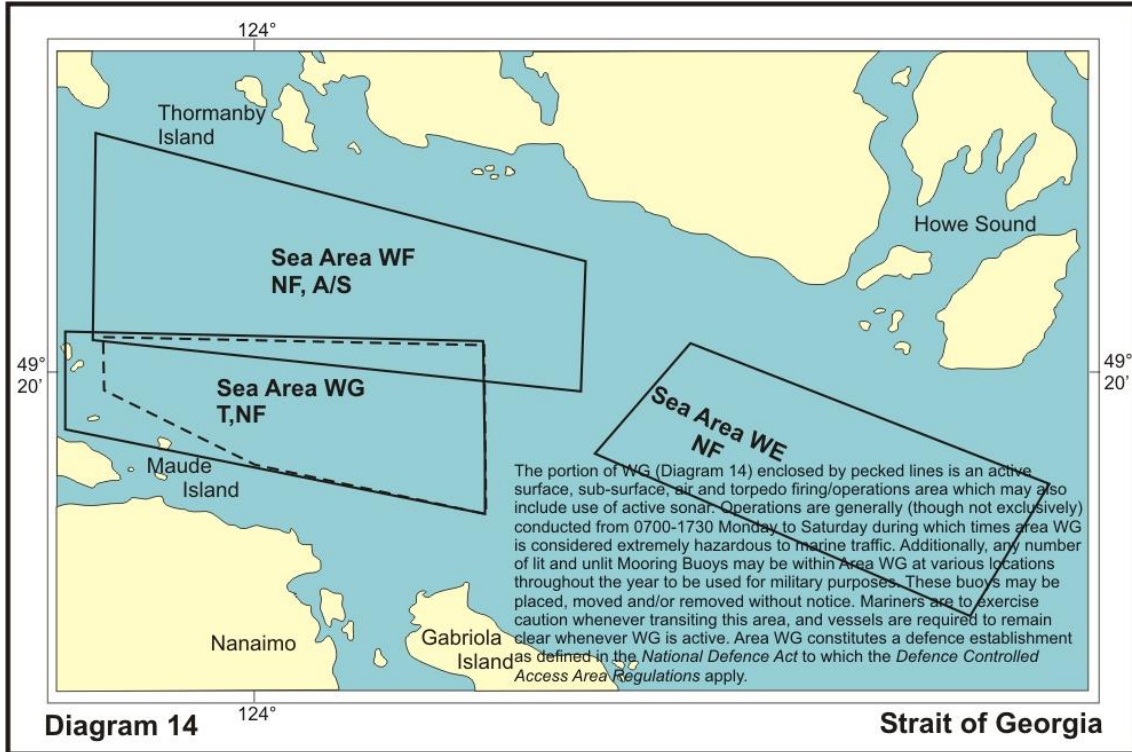 124°
Thormanby
Island
Howe Sound
Sea Area WF
NF, A/S
49°
20'
49°
20'
Sea Area WG
T,NF
Sea Area WE
NF
Maude
Island
The portion of WG (Diagram 14) enclosed by pecked lines is an active
surface, sub-surface, air and torpedo firing/operations area which may also
include use of active sonar. Operations are generally (though not exclusively)
conducted from 0700-1730 Monday to Saturday during which times area WG
is considered extremely hazardous to marine traffic. Additionally, any number
of lit and unlit Mooring Buoys may be within Area WG at various locations
throughout the year to be used for military purposes. These buoys may be
placed, moved and/or removed without notice. Mariners are to exercise
caution whenever transiting this area, and vessels are required to remain
clear whenever WG is active. Area WG constitutes a defence establishment
as defined in the National Defence Act to which the Defence Controlled
Access Area Regulations apply.
Nanaimo
Gabriola
Island
124°
Diagram 14
Strait of Georgia